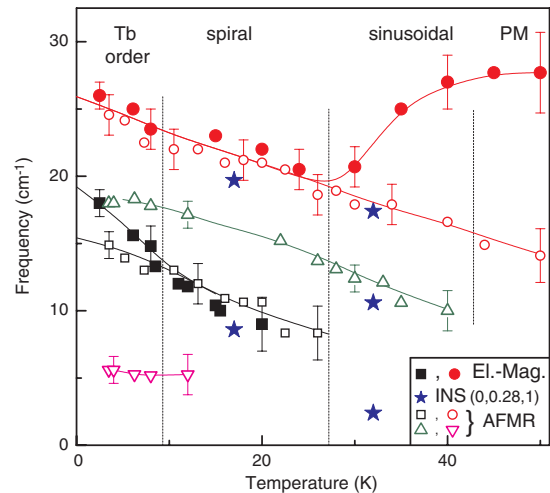 Tb order
spiral
sinusoidal
PM
30
20
10
0
Frequency (cm-1)
0
20
40
Temperature (K)
, El.-Mag.
INS (0,0.28,1)
, } AFMR
,